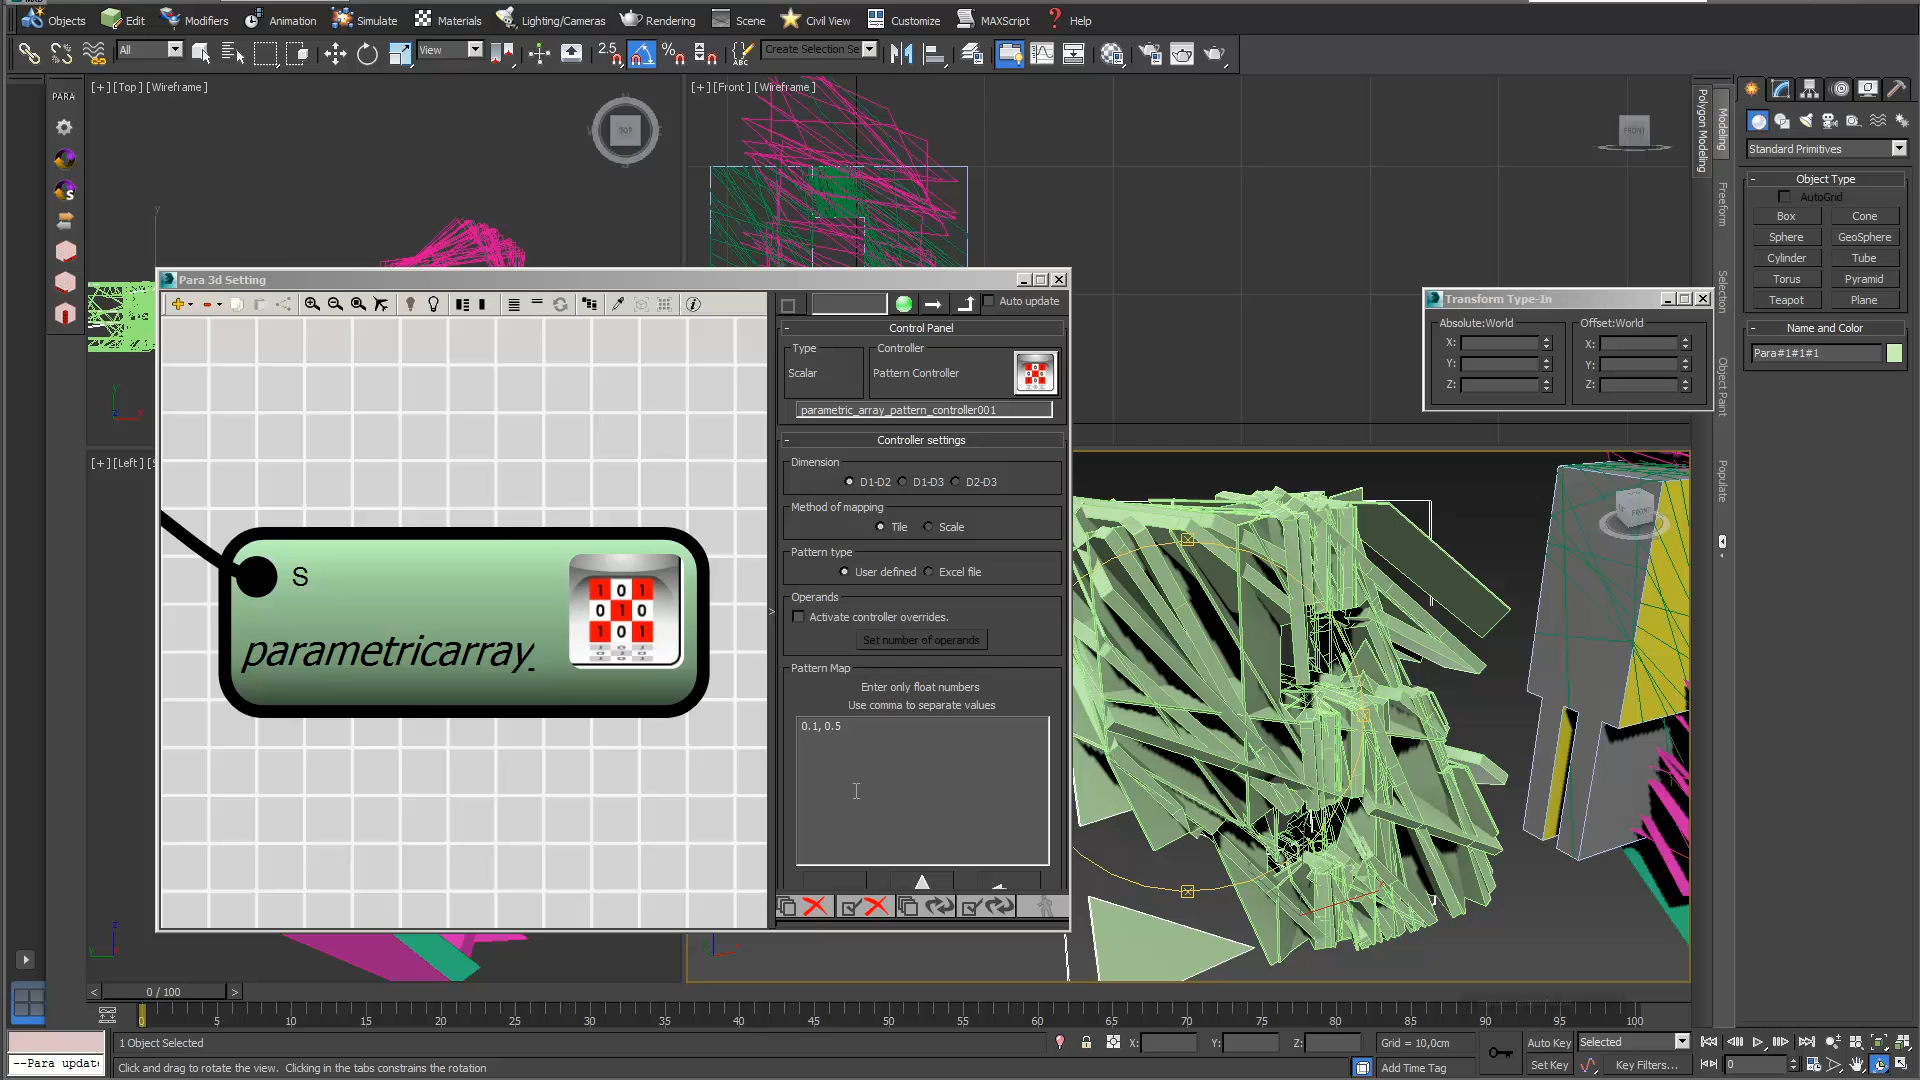 Objects Edit Modifiers Animation Simulate Materials Lighting/Cameras Rendering Scene Civil View Customize MAXScript Help
All View 2.5 Create Selection Se
PARA [+] [Top] [Wireframe] [+] [Front] [Wireframe]
TOP FRONT
Polygon Modeling
Modeling
Freeform
Selection
Object Paint
Populate
Standard Primitives
Object Type
AutoGrid
Box Cone
Sphere GeoSphere
Cylinder Tube
Torus Pyramid
Teapot Plane
Name and Color
Para#1#1#1
Transform Type-In
Absolute:World Offset:World
X: X:
Y: Y:
Z: Z:
Para 3d Setting
Auto update
Control Panel
Type Controller
Scalar Pattern Controller
parametric_array_pattern_controller001
Controller settings
Dimension
D1-D2 D1-D3 D2-D3
Method of mapping
Tile Scale
Pattern type
User defined Excel file
Operands
Activate controller overrides.
Set number of operands
Pattern Map
Enter only float numbers
Use comma to separate values
0.1, 0.5
S
1 0 1
0 1 0
1 0 1
parametricarray_
[+] [Left] [S
FRONT
0 / 100
0 5 10 15 20 25 30 35 40 45 50 55 60 65 70 75 80 85 90 95 100
1 Object Selected X: Y: Z: Grid = 10,0cm Auto Key Selected
--Para updat Click and drag to rotate the view. Clicking in the tabs constrains the rotation Add Time Tag Set Key Key Filters... 0